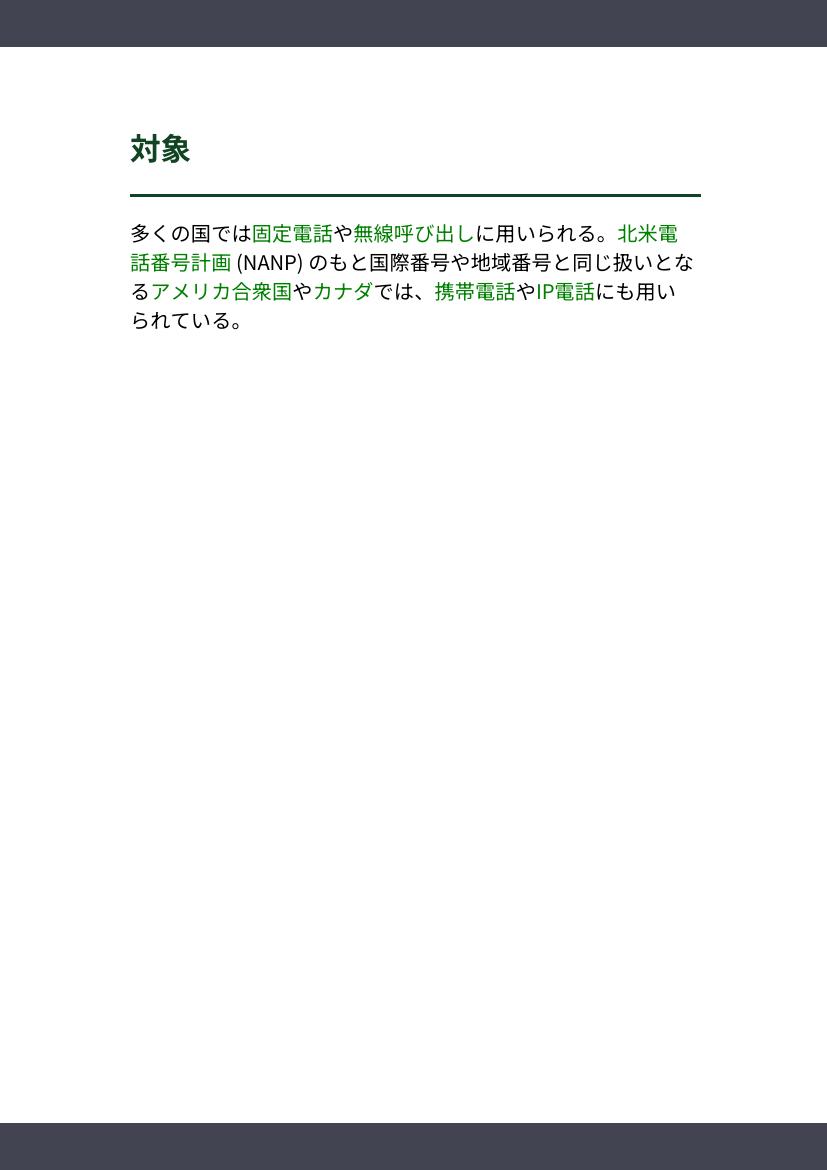 対象
多くの国では固定電話や無線呼び出しに用いられる。北米電
話番号計画 (NANP) のもと国際番号や地域番号と同じ扱いとな
るアメリカ合衆国やカナダでは、携帯電話やIP電話にも用い
られている。